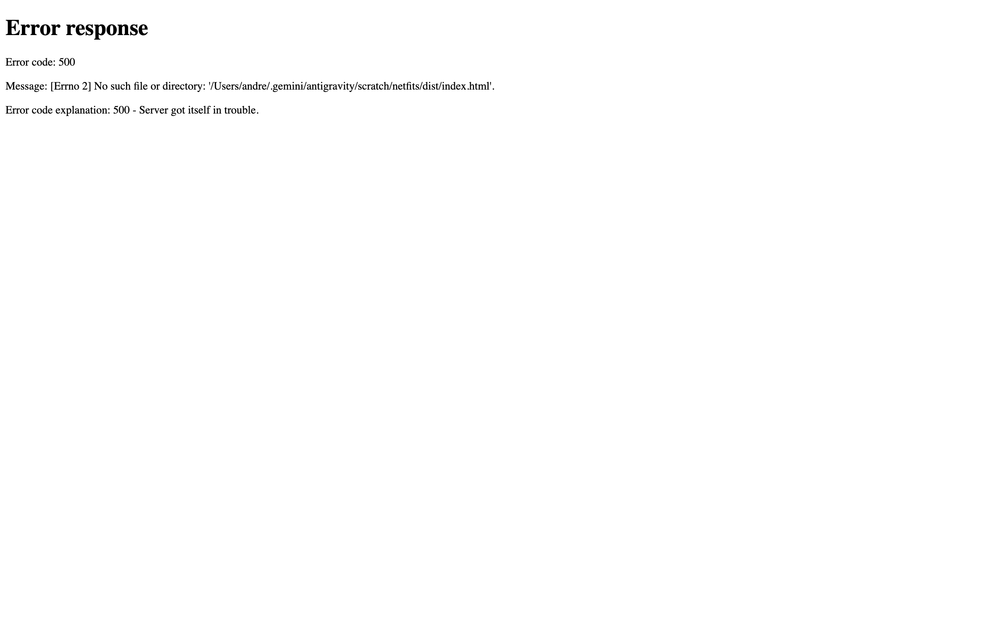 Error response
Error code: 500
Message: [Errno 2] No such file or directory: '/Users/andre/.gemini/antigravity/scratch/netfits/dist/index.html'.
Error code explanation: 500 - Server got itself in trouble.